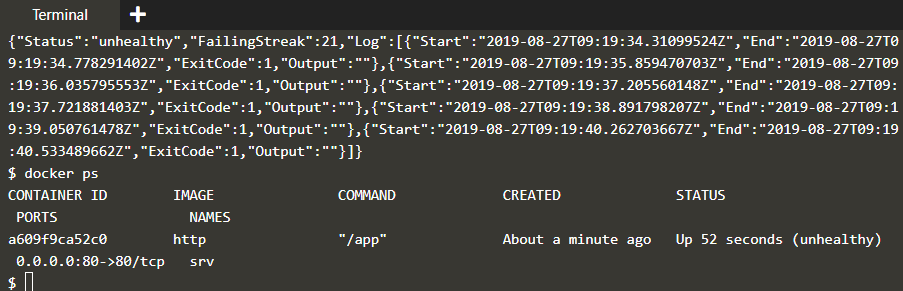 Terminal
{"Status":"unhealthy","FailingStreak":21,"Log":[{"Start":"2019-08-27T09:19:34.31099524Z","End":"2019-08-27T0
9:19:34.778291402Z","ExitCode":1,"Output":""},{"Start":"2019-08-27T09:19:35.859470703Z","End":"2019-08-27T09
:19:36.035795553Z","ExitCode":1,"Output":""},{"Start":"2019-08-27T09:19:37.205560148Z","End":"2019-08-27T09:
19:37.721881403Z","ExitCode":1,"Output":""},{"Start":"2019-08-27T09:19:38.891798207Z","End":"2019-08-27T09:1
9:39.050761478Z","ExitCode":1,"Output":""},{"Start":"2019-08-27T09:19:40.262703667Z","End":"2019-08-27T09:19
:40.533489662Z","ExitCode":1,"Output":""}]}
$ docker ps
CONTAINER ID        IMAGE               COMMAND             CREATED              STATUS
 PORTS                NAMES
a609f9ca52c0        http                "/app"              About a minute ago   Up 52 seconds (unhealthy)
 0.0.0.0:80->80/tcp   srv
$